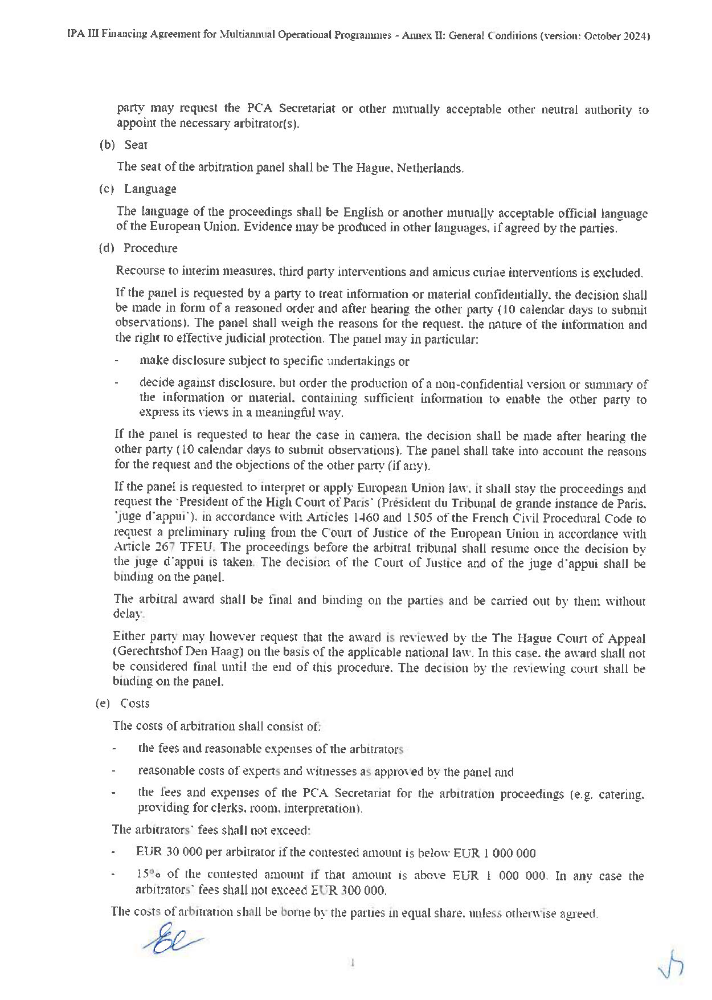 IPA III Financing Agreement for Multiannual Operational Programmes - Annex II: General Conditions (version: October 2024)
party may request the PCA Secretariat or other mutually acceptable other neutral authority to
appoint the necessary arbitrator(s).
(b) Seat
The seat of the arbitration panel shall be The Hague, Netherlands.
(c) Language
The language of the proceedings shall be English or another mutually acceptable official language
of the European Union. Evidence may be produced in other languages, if agreed by the parties.
(d) Procedure
Recourse to interim measures, third party interventions and amicus curiae interventions is excluded.
If the panel is requested by a party to treat information or material confidentially, the decision shall
be made in form of a reasoned order and after hearing the other party (10 calendar days to submit
observations). The panel shall weigh the reasons for the request, the nature of the information and
the right to effective judicial protection. The panel may in particular:
- make disclosure subject to specific undertakings or
- decide against disclosure, but order the production of a non-confidential version or summary of
the information or material, containing sufficient information to enable the other party to
express its views in a meaningful way.
If the panel is requested to hear the case in camera, the decision shall be made after hearing the
other party (10 calendar days to submit observations). The panel shall take into account the reasons
for the request and the objections of the other party (if any).
If the panel is requested to interpret or apply European Union law, it shall stay the proceedings and
request the 'President of the High Court of Paris' (Président du Tribunal de grande instance de Paris,
'juge d'appui'), in accordance with Articles 1460 and 1505 of the French Civil Procedural Code to
request a preliminary ruling from the Court of Justice of the European Union in accordance with
Article 267 TFEU. The proceedings before the arbitral tribunal shall resume once the decision by
the juge d'appui is taken. The decision of the Court of Justice and of the juge d'appui shall be
binding on the panel.
The arbitral award shall be final and binding on the parties and be carried out by them without
delay.
Either party may however request that the award is reviewed by the The Hague Court of Appeal
(Gerechtshof Den Haag) on the basis of the applicable national law. In this case, the award shall not
be considered final until the end of this procedure. The decision by the reviewing court shall be
binding on the panel.
(e) Costs
The costs of arbitration shall consist of:
- the fees and reasonable expenses of the arbitrators
- reasonable costs of experts and witnesses as approved by the panel and
- the fees and expenses of the PCA Secretariat for the arbitration proceedings (e.g. catering,
providing for clerks, room, interpretation).
The arbitrators' fees shall not exceed:
- EUR 30 000 per arbitrator if the contested amount is below EUR 1 000 000
- 15% of the contested amount if that amount is above EUR 1 000 000. In any case the
arbitrators' fees shall not exceed EUR 300 000.
The costs of arbitration shall be borne by the parties in equal share, unless otherwise agreed.
1